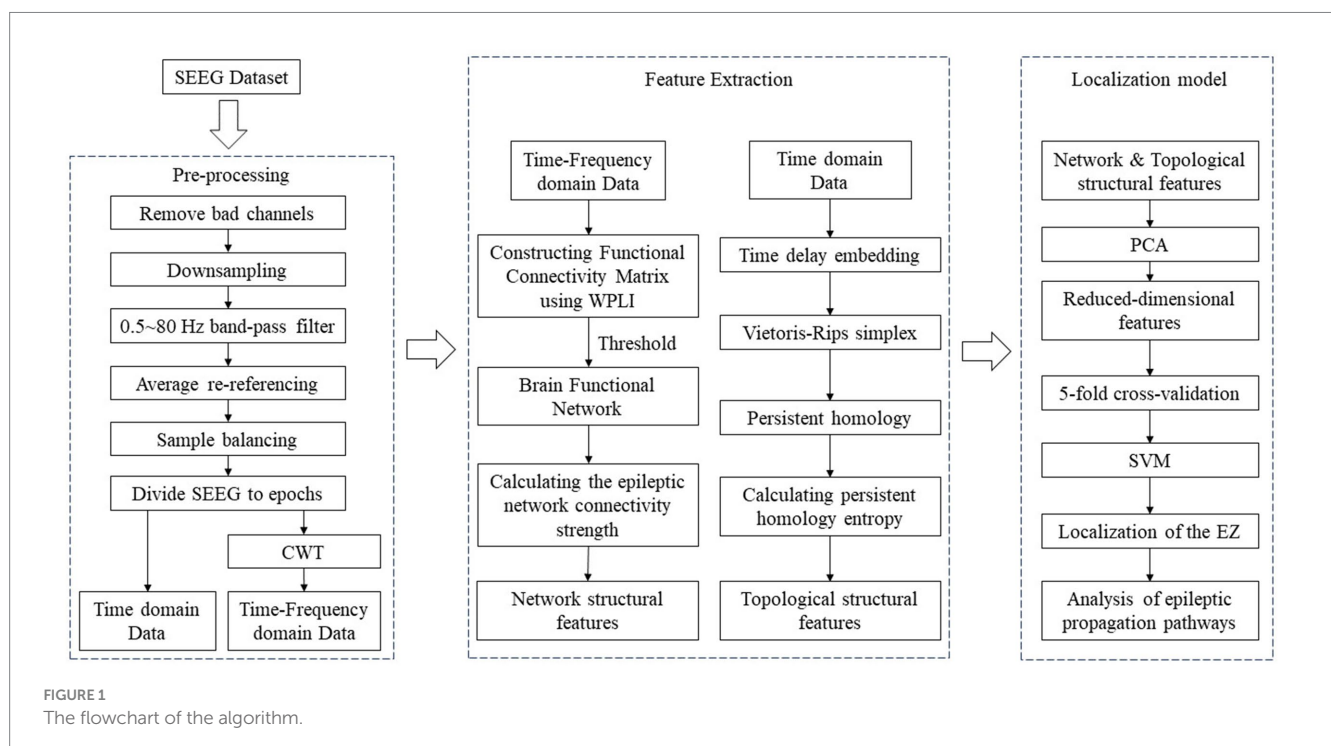 SEEG Dataset
Pre-processing
Remove bad channels
Downsampling
0.5~80 Hz band-pass filter
Average re-referencing
Sample balancing
Divide SEEG to epochs
CWT
Time domain
Data
Time-Frequency
domain Data
Feature Extraction
Time-Frequency
domain Data
Constructing Functional
Connectivity Matrix
using WPLI
Threshold
Brain Functional
Network
Calculating the epileptic
network connectivity
strength
Network structural
features
Time domain
Data
Time delay embedding
Vietoris-Rips simplex
Persistent homology
Calculating persistent
homology entropy
Topological structural
features
Localization model
Network & Topological
structural features
PCA
Reduced-dimensional
features
5-fold cross-validation
SVM
Localization of the EZ
Analysis of epileptic
propagation pathways
FIGURE 1
The flowchart of the algorithm.